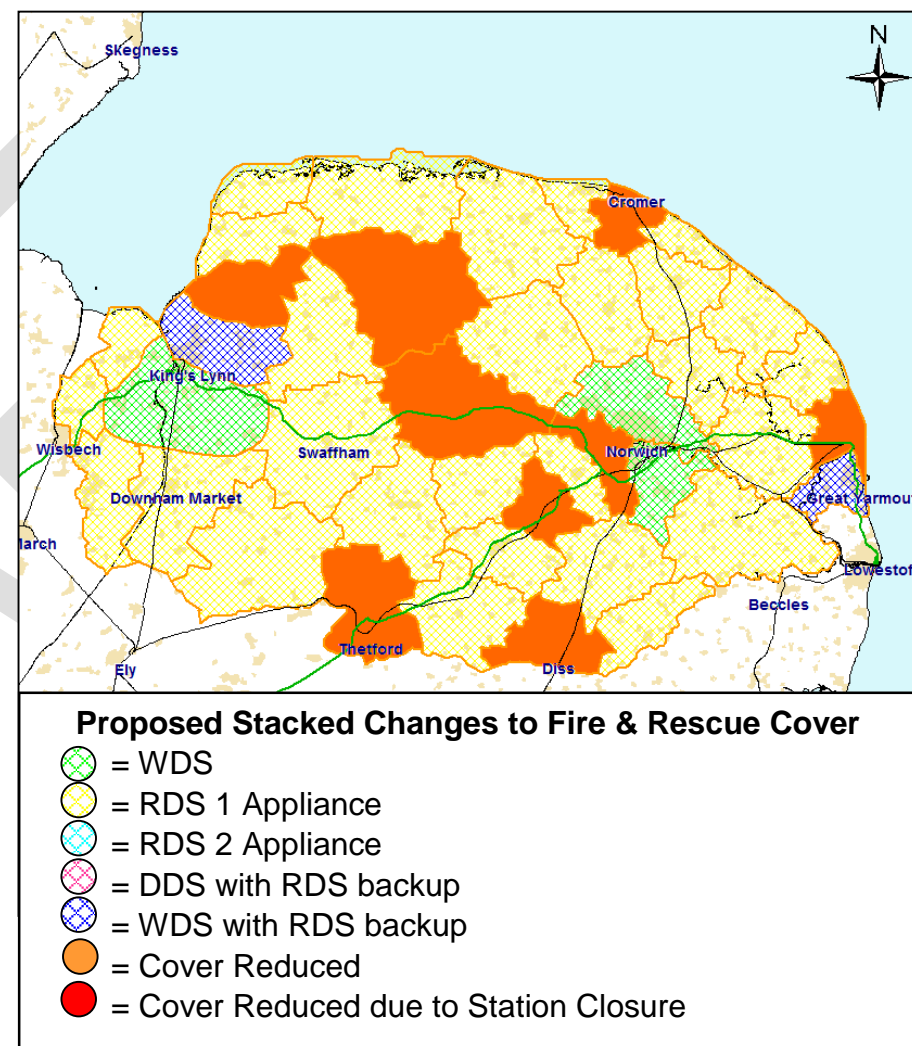 Skegness
N
Cromer
King's Lynn
Wisbech
Swaffham
Norwich
Downham Market
Great Yarmout
March
Lowestof
Beccles
Thetford
Ely
Diss
Proposed Stacked Changes to Fire & Rescue Cover
= WDS
= RDS 1 Appliance
= RDS 2 Appliance
= DDS with RDS backup
= WDS with RDS backup
= Cover Reduced
= Cover Reduced due to Station Closure